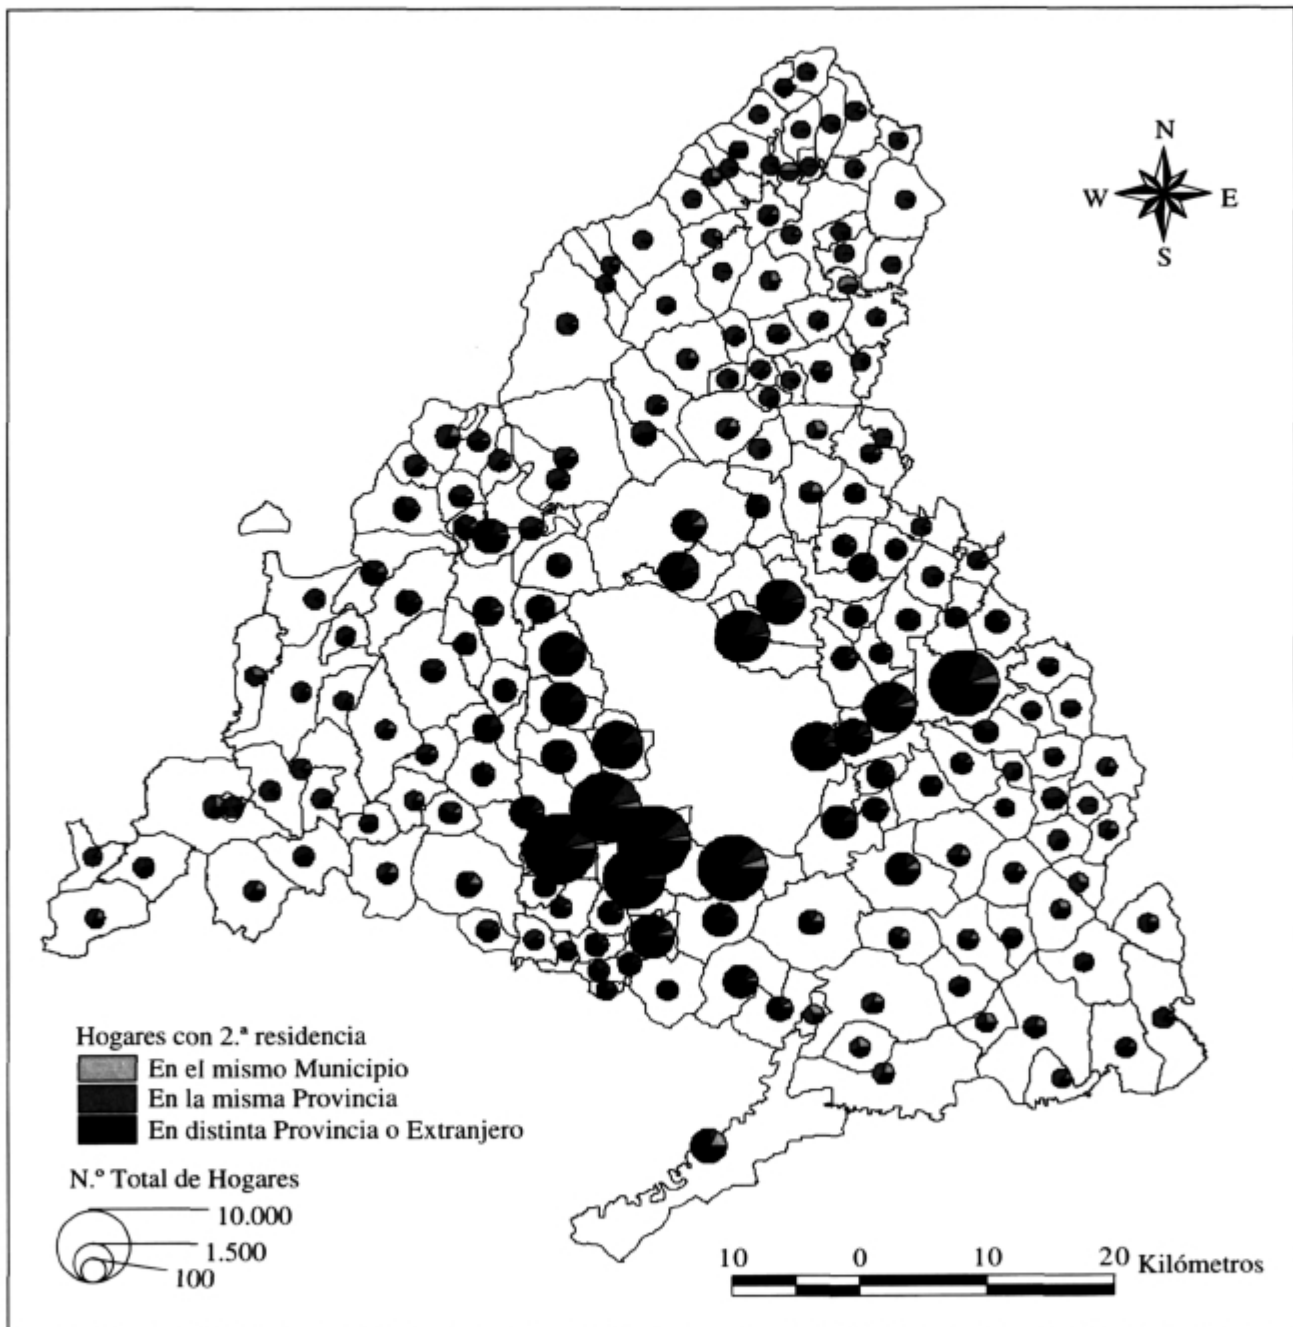 N
W E
S
Hogares con 2.ª residencia
En el mismo Municipio
En la misma Provincia
En distinta Provincia o Extranjero
N.º Total de Hogares
10.000
1.500
100
10 0 10 20 Kilómetros